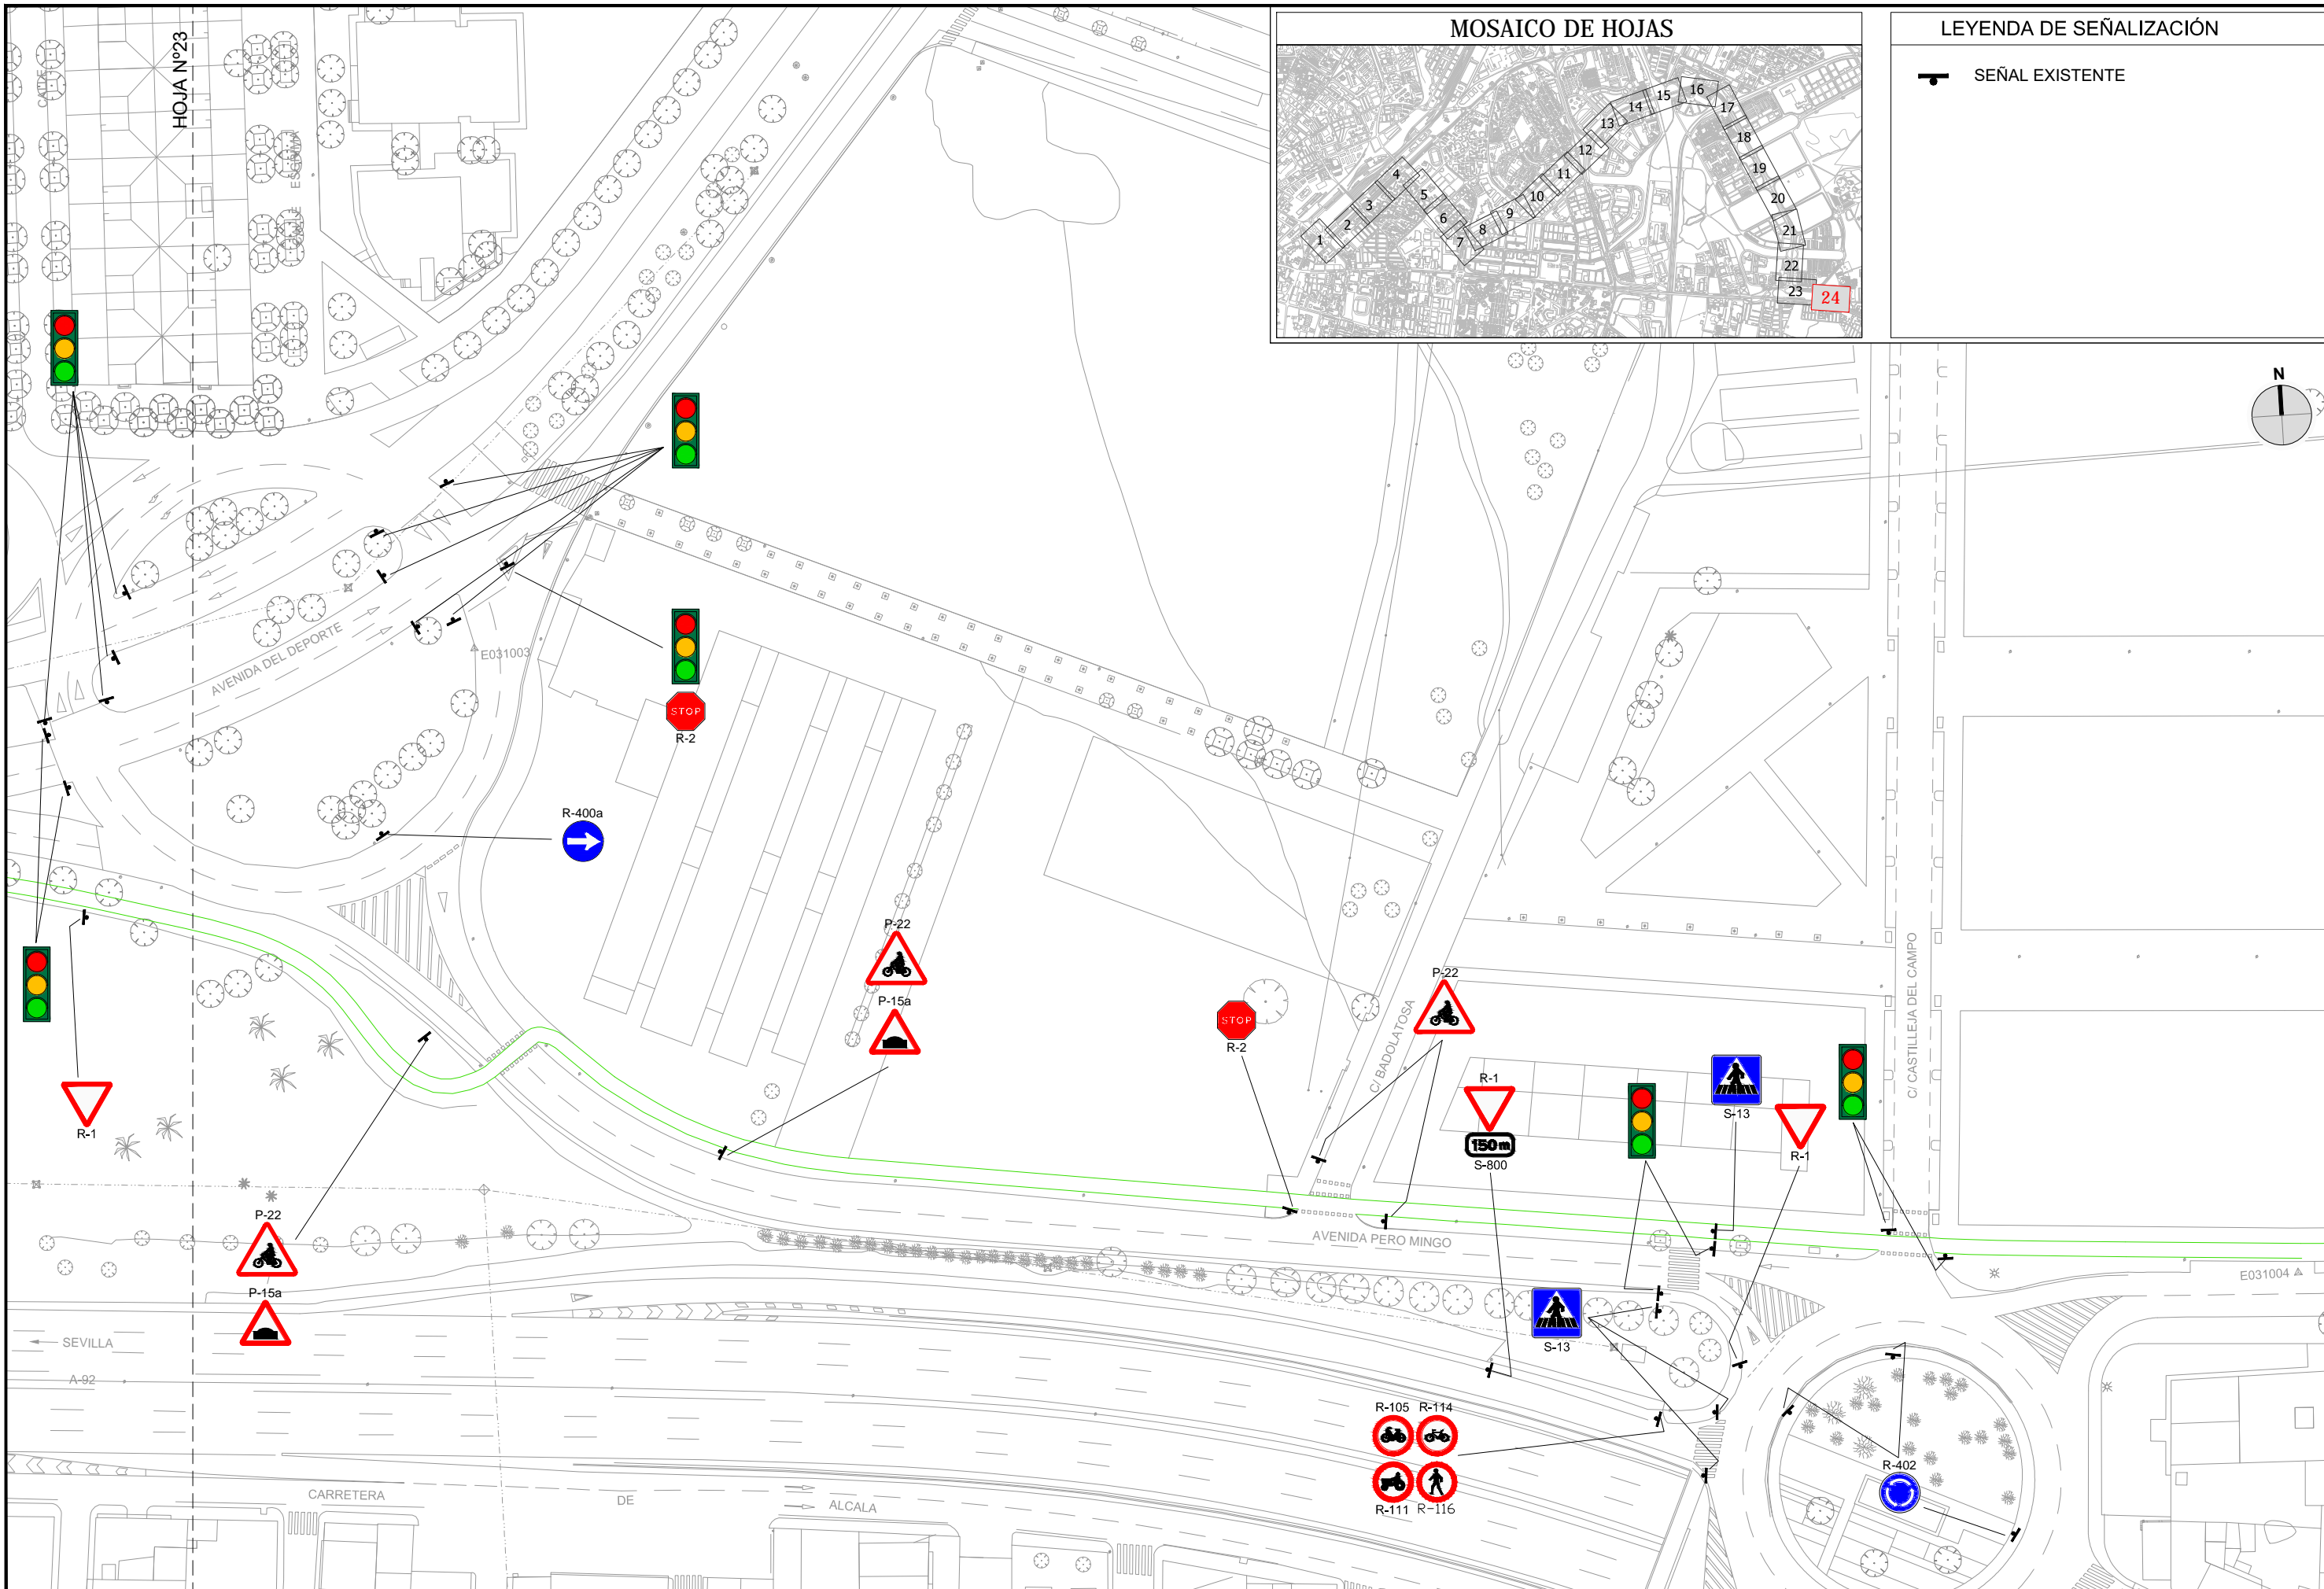 MOSAICO DE HOJAS
1
2
3
4
5
6
7
8
9
10
11
12
13
14
15
16
17
18
19
20
21
22
23
24
LEYENDA DE SEÑALIZACIÓN
SEÑAL EXISTENTE
N
HOJA Nº23
CALLE
CALLE ESGRIMA
AVENIDA DEL DEPORTE
E031003
STOP
R-2
R-400a
R-1
P-22
P-15a
P-22
P-15a
STOP
R-2
P-22
C/ BADOLATOSA
R-1
150m
S-800
S-13
R-1
C/ CASTILLEJA DEL CAMPO
AVENIDA PERO MINGO
E031004
S-13
SEVILLA
A-92
R-105 R-114
R-111 R-116
R-402
CARRETERA DE ALCALA